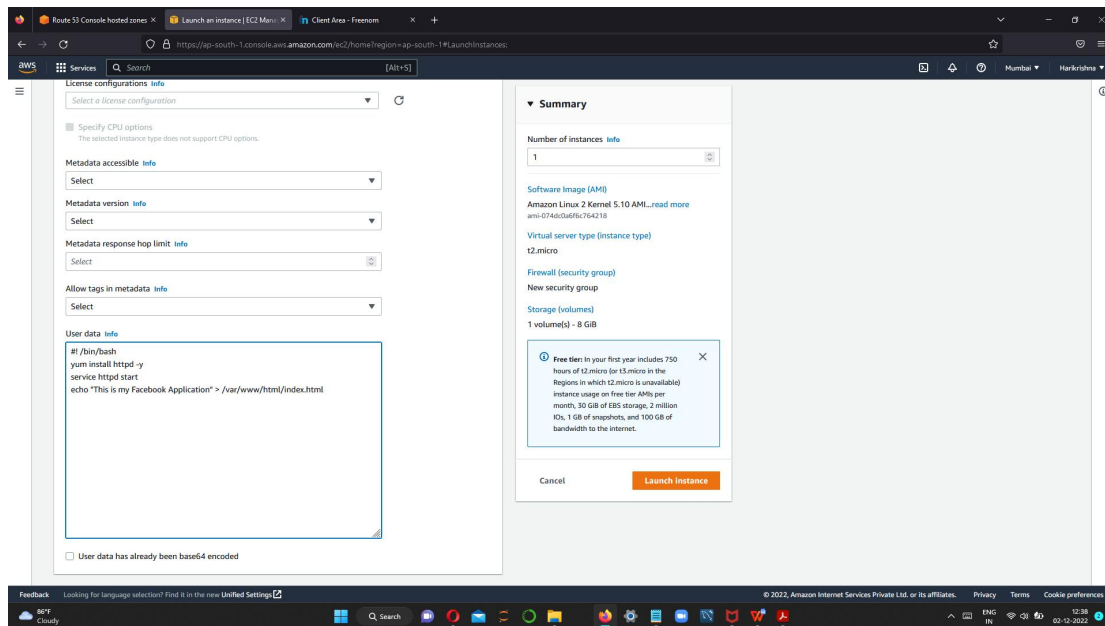 Route 53 Console hosted zones
Launch an instance | EC2 Mana
Client Area - Freenom
https://ap-south-1.console.aws.amazon.com/ec2/home?region=ap-south-1#LaunchInstances:
aws
Services
Search
[Alt+S]
Mumbai
Harikrishna
License configurations Info
Select a license configuration
Specify CPU options
The selected instance type does not support CPU options.
Metadata accessible Info
Select
Metadata version Info
Select
Metadata response hop limit Info
Select
Allow tags in metadata Info
Select
User data Info
#! /bin/bash
yum install httpd -y
service httpd start
echo "This is my Facebook Application" > /var/www/html/index.html
User data has already been base64 encoded
Summary
Number of instances Info
1
Software Image (AMI)
Amazon Linux 2 Kernel 5.10 AMI...read more
ami-074dc0a6f6c764218
Virtual server type (instance type)
t2.micro
Firewall (security group)
New security group
Storage (volumes)
1 volume(s) - 8 GiB
Free tier: In your first year includes 750
hours of t2.micro (or t3.micro in the
Regions in which t2.micro is unavailable)
instance usage on free tier AMIs per
month, 30 GiB of EBS storage, 2 million
IOs, 1 GB of snapshots, and 100 GB of
bandwidth to the internet.
Cancel
Launch instance
Feedback
Looking for language selection? Find it in the new Unified Settings
© 2022, Amazon Internet Services Private Ltd. or its affiliates.
Privacy
Terms
Cookie preferences
86°F
Cloudy
Search
ENG
IN
12:38
02-12-2022